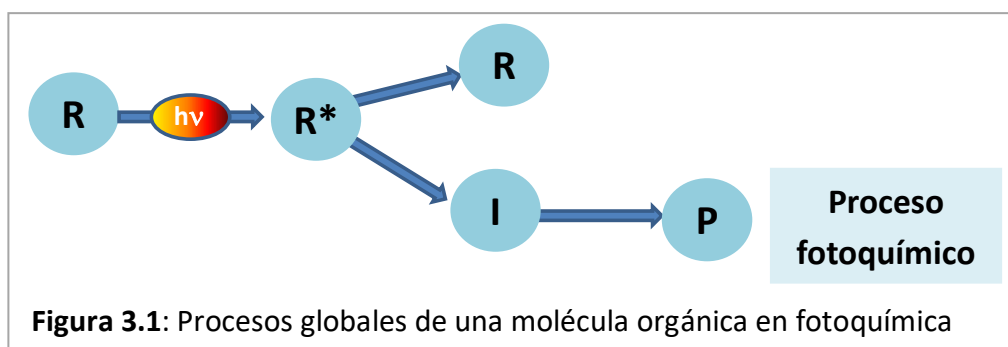 R
hν
R*
R
I
P
Proceso
fotoquímico
Figura 3.1: Procesos globales de una molécula orgánica en fotoquímica